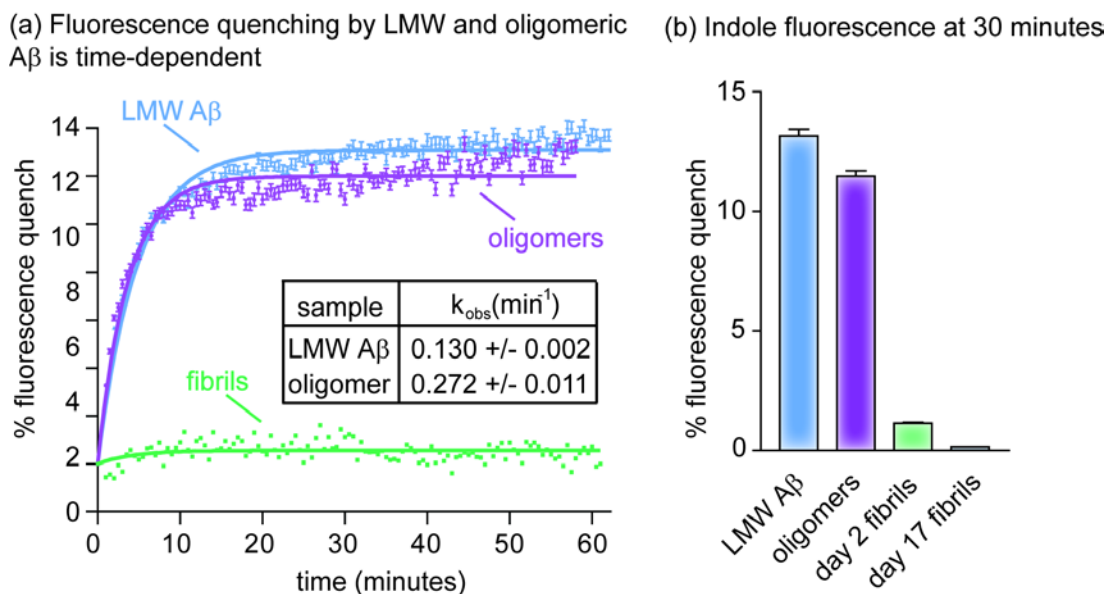 (a) Fluorescence quenching by LMW and oligomeric
Aβ is time-dependent
% fluorescence quench
14
12
10
8
6
4
2
0
LMW Aβ
oligomers
fibrils
sample kobs(min-1)
LMW Aβ 0.130 +/- 0.002
oligomer 0.272 +/- 0.011
0 10 20 30 40 50 60
time (minutes)
(b) Indole fluorescence at 30 minutes
% fluorescence quench
15
10
5
0
LMW Aβ
oligomers
day 2 fibrils
day 17 fibrils